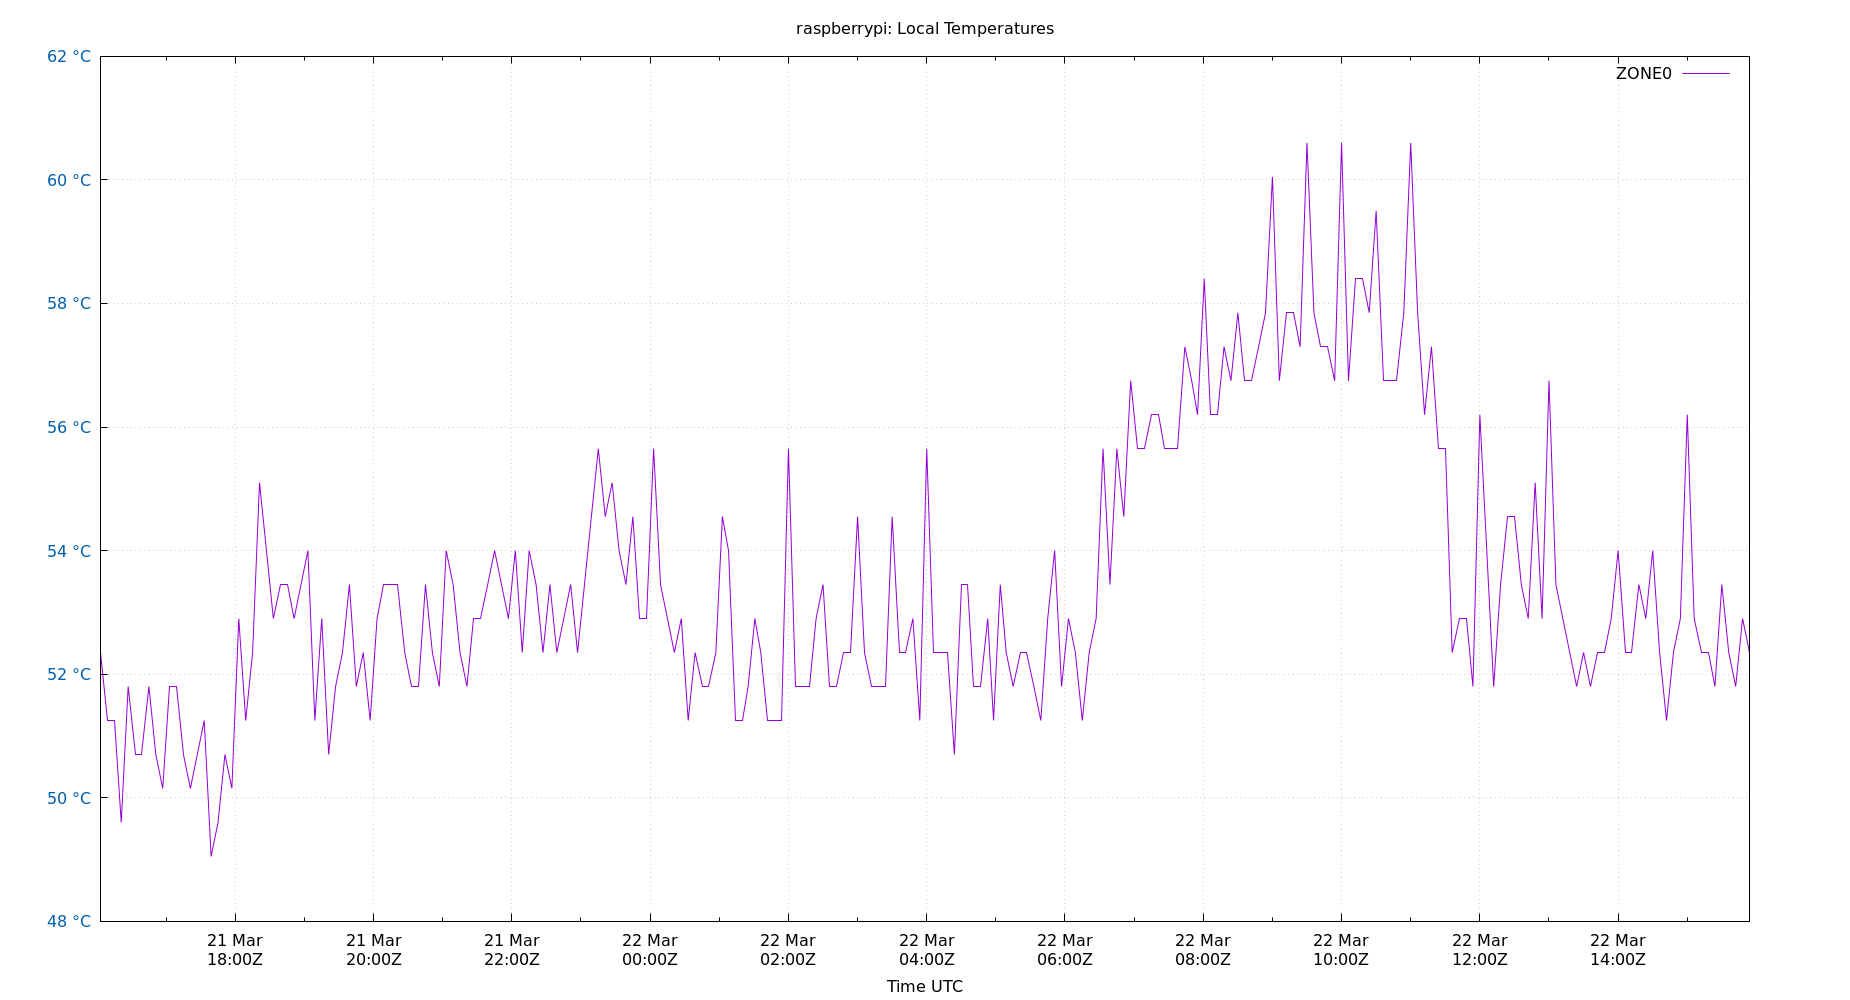 raspberrypi: Local Temperatures
62 °C
ZONE0
60 °C
58 °C
56 °C
54 °C
52 °C
50 °C
48 °C
21 Mar 21 Mar 21 Mar 22 Mar 22 Mar 22 Mar 22 Mar 22 Mar 22 Mar 22 Mar 22 Mar
18:00Z 20:00Z 22:00Z 00:00Z 02:00Z 04:00Z 06:00Z 08:00Z 10:00Z 12:00Z 14:00Z
Time UTC